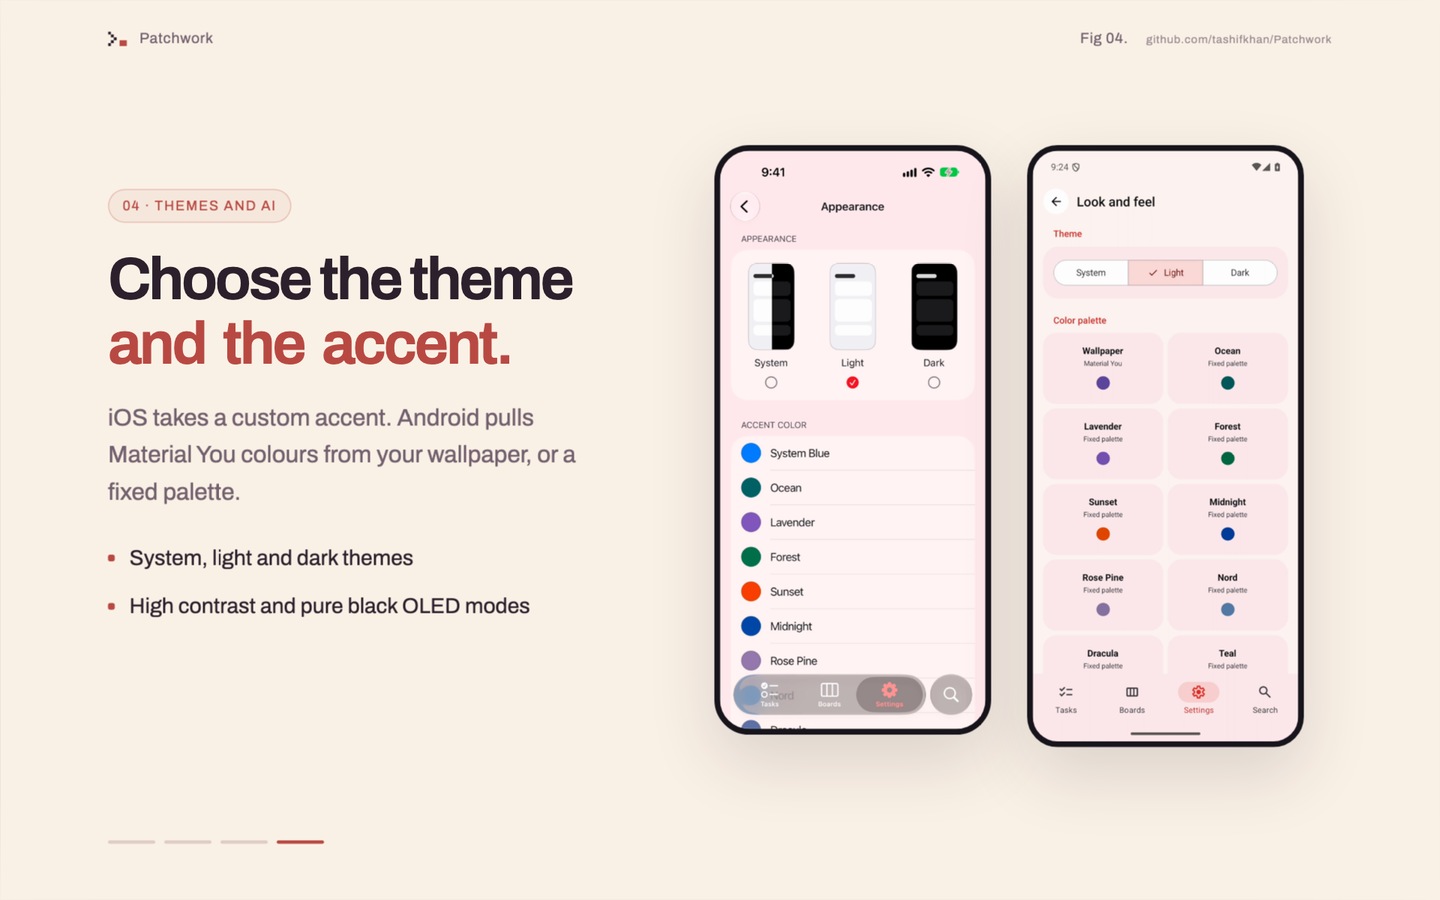 Patchwork
Fig 04. github.com/tashifkhan/Patchwork
04 · THEMES AND AI
Choose the theme
and the accent.
iOS takes a custom accent. Android pulls
Material You colours from your wallpaper, or a
fixed palette.
System, light and dark themes
High contrast and pure black OLED modes
9:41
Appearance
APPEARANCE
System Light Dark
ACCENT COLOR
System Blue
Ocean
Lavender
Forest
Sunset
Midnight
Rose Pine
Nord
Tasks Boards Settings
Dracula
9:24
Look and feel
Theme
System Light Dark
Color palette
Wallpaper Ocean
Material You Fixed palette
Lavender Forest
Fixed palette Fixed palette
Sunset Midnight
Fixed palette Fixed palette
Rose Pine Nord
Fixed palette Fixed palette
Dracula Teal
Fixed palette Fixed palette
Tasks Boards Settings Search